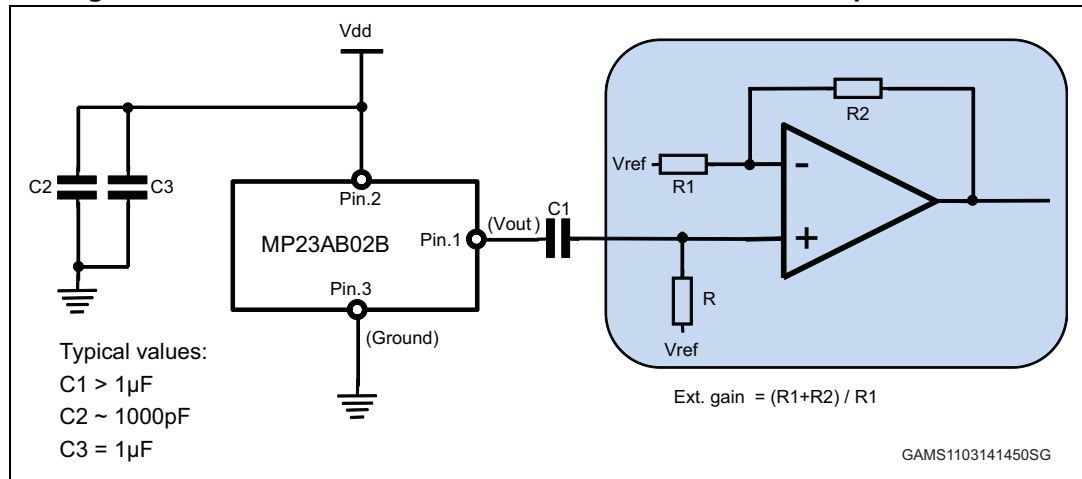 Vdd
C2
C3
Pin.2
MP23AB02B
Pin.1
(Vout)
C1
Pin.3
(Ground)
R2
Vref
R1
-
+
R
Vref
Typical values:
C1 > 1µF
C2 ~ 1000pF
C3 = 1µF
Ext. gain = (R1+R2) / R1
GAMS1103141450SG